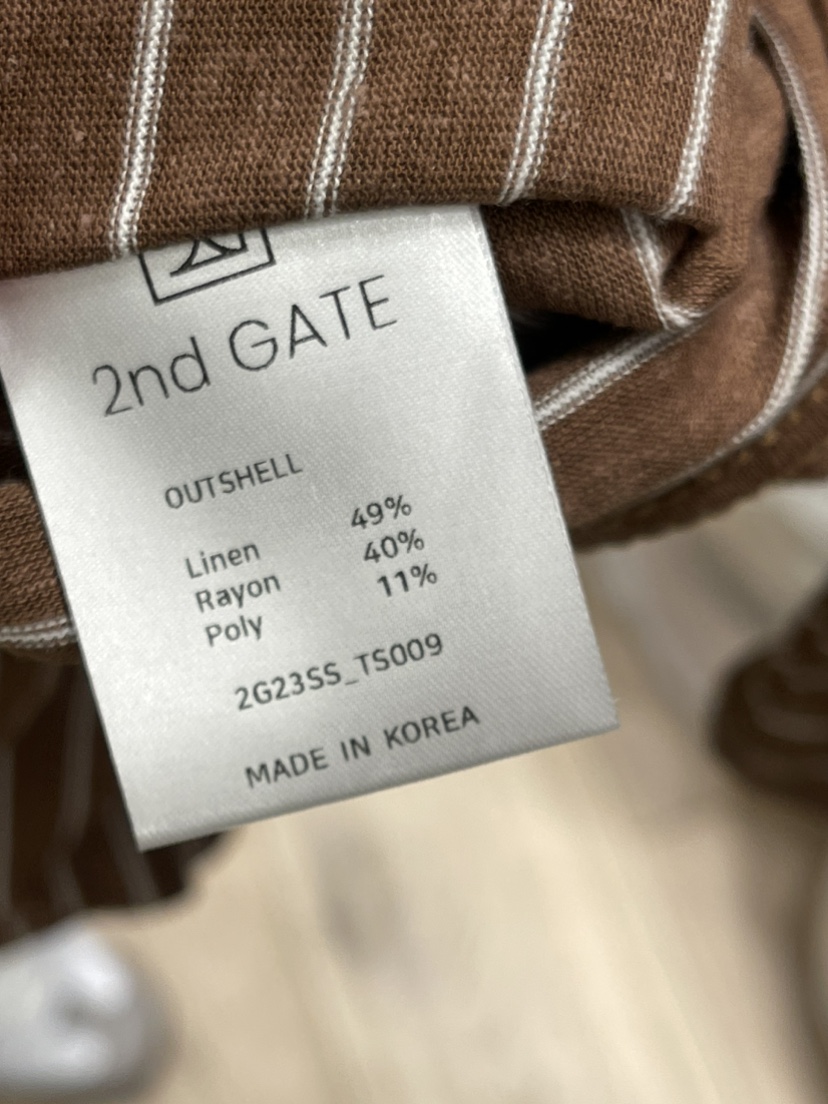 2nd GATE
OUTSHELL
Linen 49%
Rayon 40%
Poly 11%
2G23SS_TS009
MADE IN KOREA